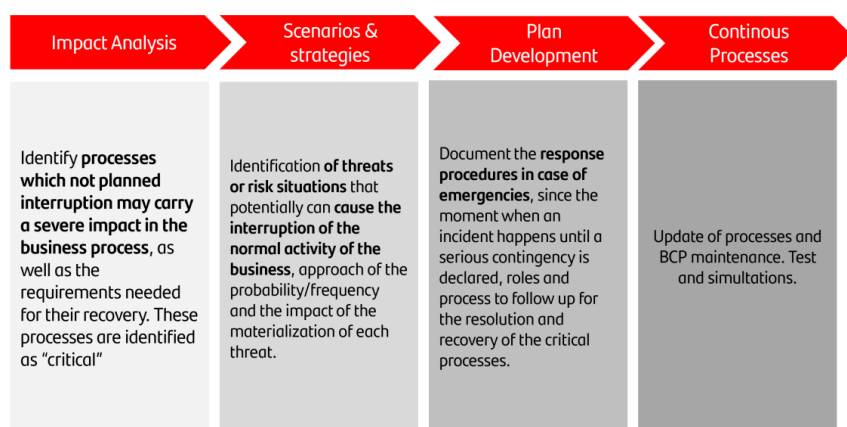 Impact Analysis
Scenarios &
strategies
Plan
Development
Continous
Processes
Identify processes
which not planned
interruption may carry
a severe impact in the
business process, as
well as the
requirements needed
for their recovery. These
processes are identified
as “critical”
Identification of threats
or risk situations that
potentially can cause the
interruption of the
normal activity of the
business, approach of the
probability/frequency
and the impact of the
materialization of each
threat.
Document the response
procedures in case of
emergencies, since the
moment when an
incident happens until a
serious contingency is
declared, roles and
process to follow up for
the resolution and
recovery of the critical
processes.
Update of processes and
BCP maintenance. Test
and simultations.